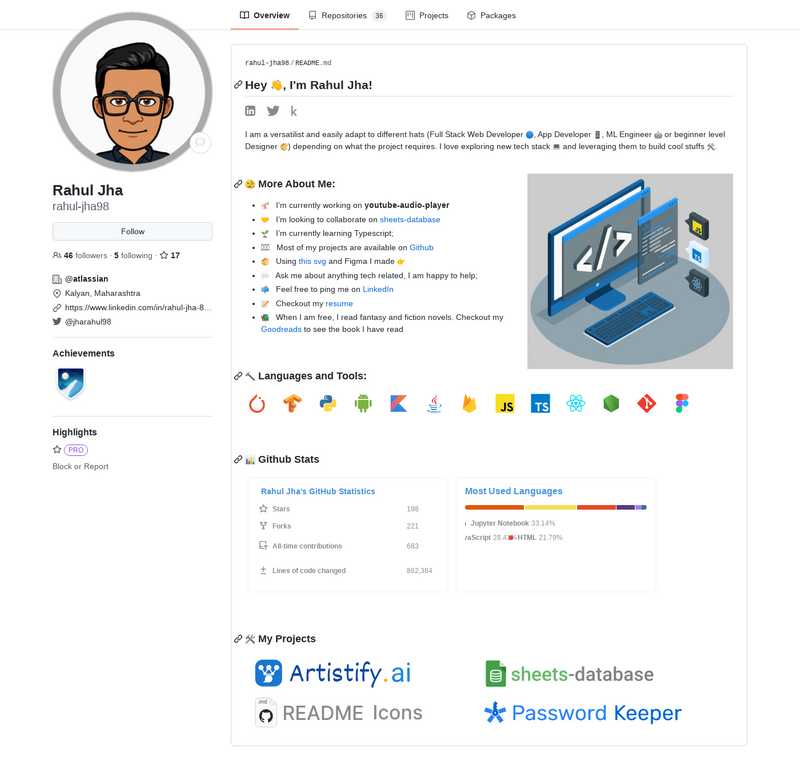 Overview
Repositories 36
Projects
Packages
Rahul Jha
rahul-jha98
Follow
46 followers · 5 following · 17
@atlassian
Kalyan, Maharashtra
https://www.linkedin.com/in/rahul-jha-8...
@jharahul98
Achievements
Highlights
PRO
Block or Report
rahul-jha98 / README.md
Hey 👋, I'm Rahul Jha!
k
I am a versatilist and easily adapt to different hats (Full Stack Web Developer 🌐, App Developer 📱, ML Engineer 🤖 or beginner level
Designer 🎨) depending on what the project requires. I love exploring new tech stack 💻 and leveraging them to build cool stuffs 🛠.
More About Me:
I'm currently working on youtube-audio-player
I'm looking to collaborate on sheets-database
I'm currently learning Typescript;
Most of my projects are available on Github
Using this svg and Figma I made 👉
Ask me about anything tech related, I am happy to help;
Feel free to ping me on LinkedIn
Checkout my resume
When I am free, I read fantasy and fiction novels. Checkout my
Goodreads to see the book I have read
</>
JS
TS
Languages and Tools:
JS
TS
Github Stats
Rahul Jha's GitHub Statistics
Stars 198
Forks 221
All-time contributions 683
Lines of code changed 862,384
Most Used Languages
Jupyter Notebook 33.14%
HTML 21.79%
My Projects
Artistify.ai
sheets-database
README Icons
Password Keeper